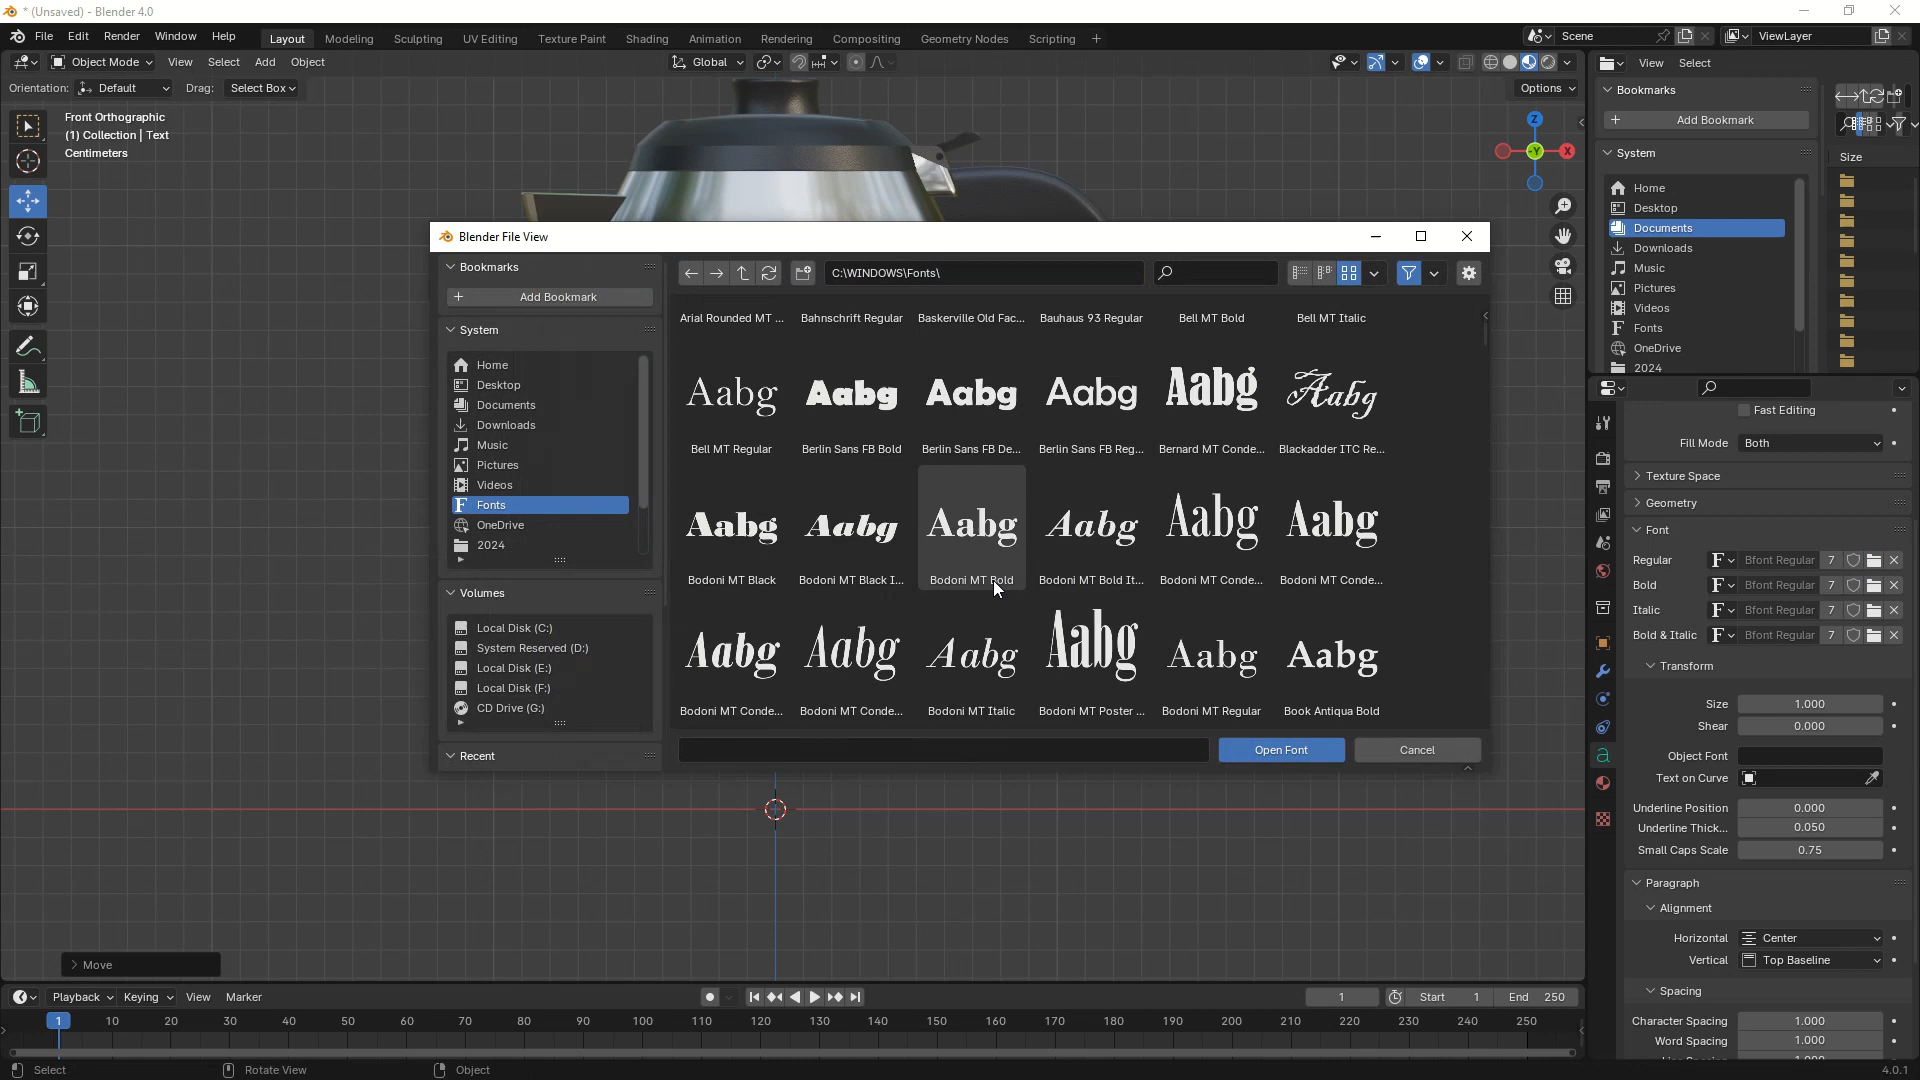 * (Unsaved) - Blender 4.0
File Edit Render Window Help Layout Modeling Sculpting UV Editing Texture Paint Shading Animation Rendering Compositing Geometry Nodes Scripting + Scene ViewLayer
Object Mode View Select Add Object Global View Select
Orientation: Default Drag: Select Box Options
Front Orthographic
(1) Collection | Text
Centimeters
Z
-Y X
Bookmarks
+ Add Bookmark
System
Home
Desktop
Documents
Downloads
Music
Pictures
Videos
Fonts
OneDrive
2024
Size
Blender File View
Bookmarks
+ Add Bookmark
System
Home
Desktop
Documents
Downloads
Music
Pictures
Videos
Fonts
OneDrive
2024
Volumes
Local Disk (C:)
System Reserved (D:)
Local Disk (E:)
Local Disk (F:)
CD Drive (G:)
Recent
C:\WINDOWS\Fonts\
Arial Rounded MT ... Bahnschrift Regular Baskerville Old Fac... Bauhaus 93 Regular Bell MT Bold Bell MT Italic
Aabg Aabg Aabg Aabg Aabg Aabg
Bell MT Regular Berlin Sans FB Bold Berlin Sans FB De... Berlin Sans FB Reg... Bernard MT Conde... Blackadder ITC Re...
Aabg Aabg Aabg Aabg Aabg Aabg
Bodoni MT Black Bodoni MT Black I... Bodoni MT Bold Bodoni MT Bold It... Bodoni MT Conde... Bodoni MT Conde...
Aabg Aabg Aabg Aabg Aabg Aabg
Bodoni MT Conde... Bodoni MT Conde... Bodoni MT Italic Bodoni MT Poster ... Bodoni MT Regular Book Antiqua Bold
Open Font Cancel
Fast Editing
Fill Mode Both
Texture Space
Geometry
Font
Regular F Bfont Regular 7
Bold F Bfont Regular 7
Italic F Bfont Regular 7
Bold & Italic F Bfont Regular 7
Transform
Size 1.000
Shear 0.000
Object Font
Text on Curve
Underline Position 0.000
Underline Thick... 0.050
Small Caps Scale 0.75
Paragraph
Alignment
Horizontal Center
Vertical Top Baseline
Spacing
Character Spacing 1.000
Word Spacing 1.000
Move
Playback Keying View Marker 1 Start 1 End 250
1 10 20 30 40 50 60 70 80 90 100 110 120 130 140 150 160 170 180 190 200 210 220 230 240 250
Select Rotate View Object 4.0.1